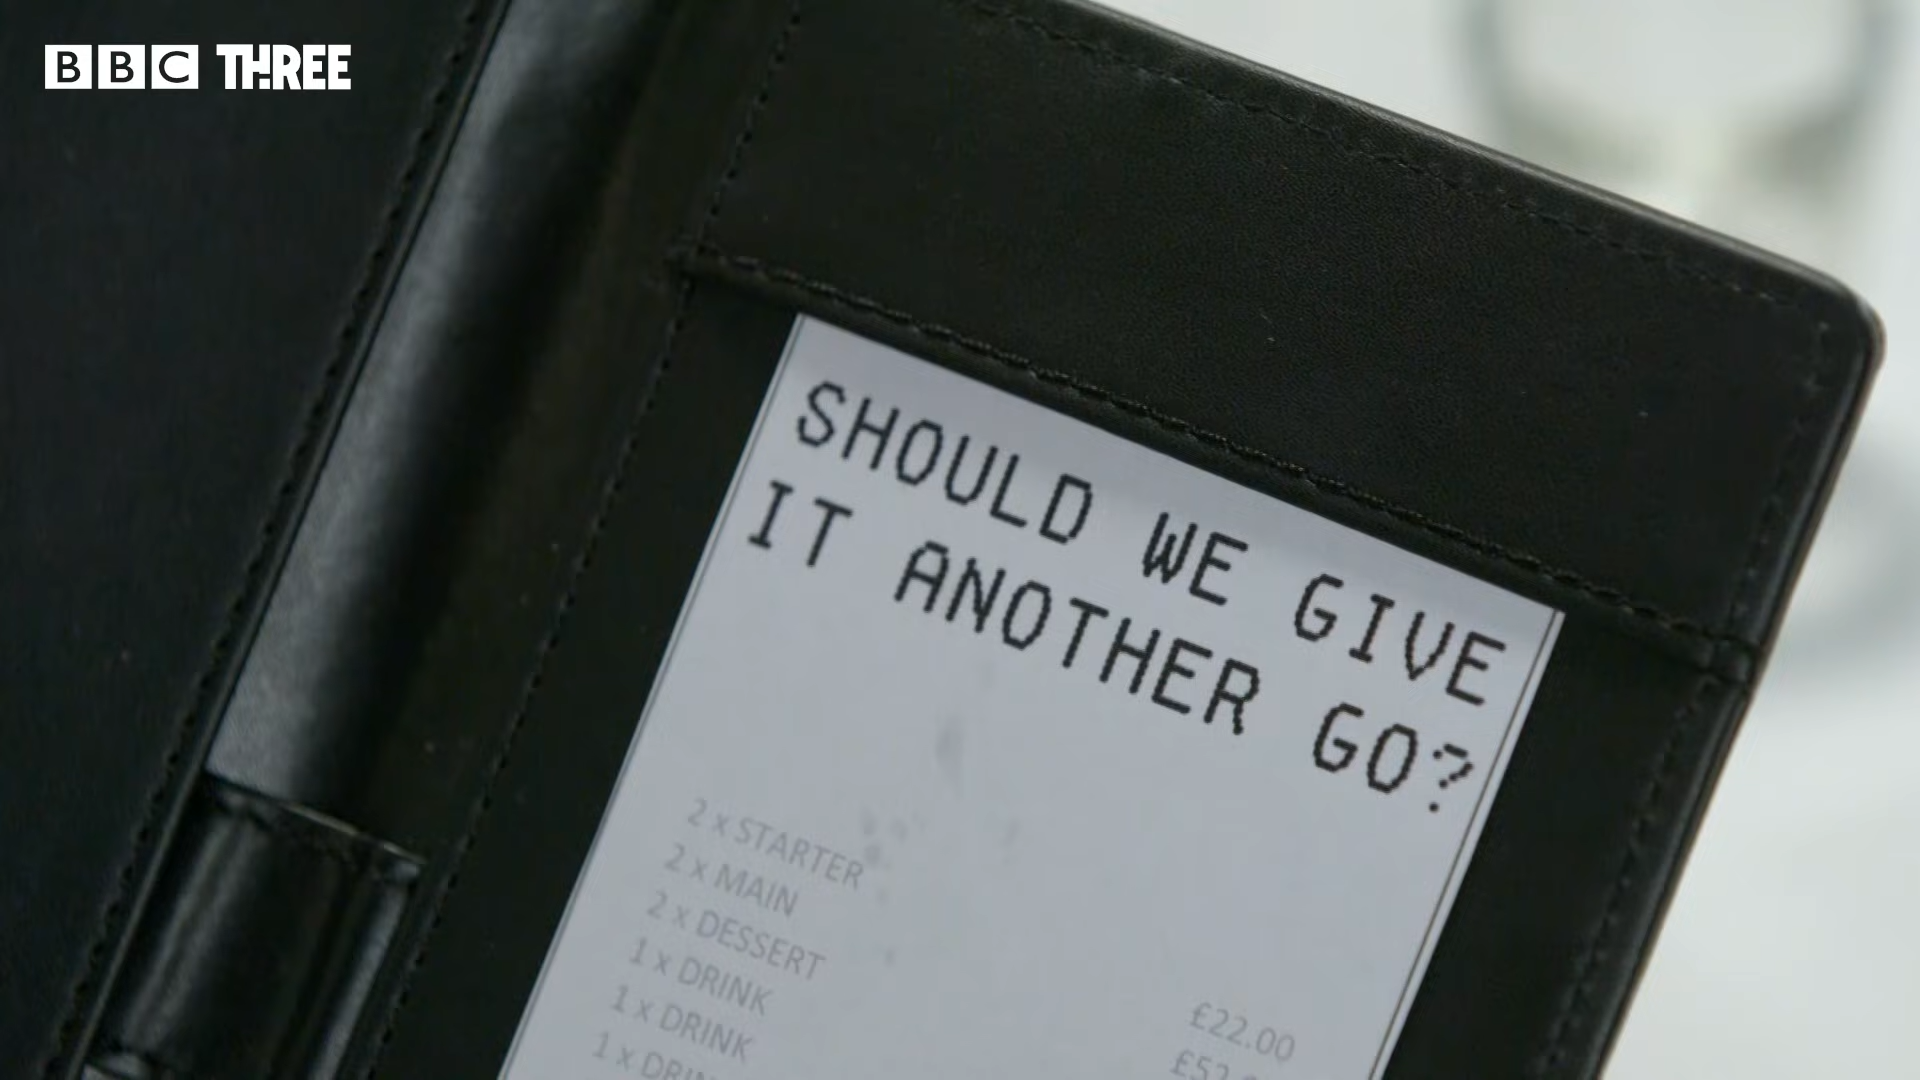 BBC THREE
SHOULD WE GIVE
IT ANOTHER GO?
2 x STARTER
2 x MAIN
2 x DESSERT
1 x DRINK
1 x DRINK
1 x
£22.00